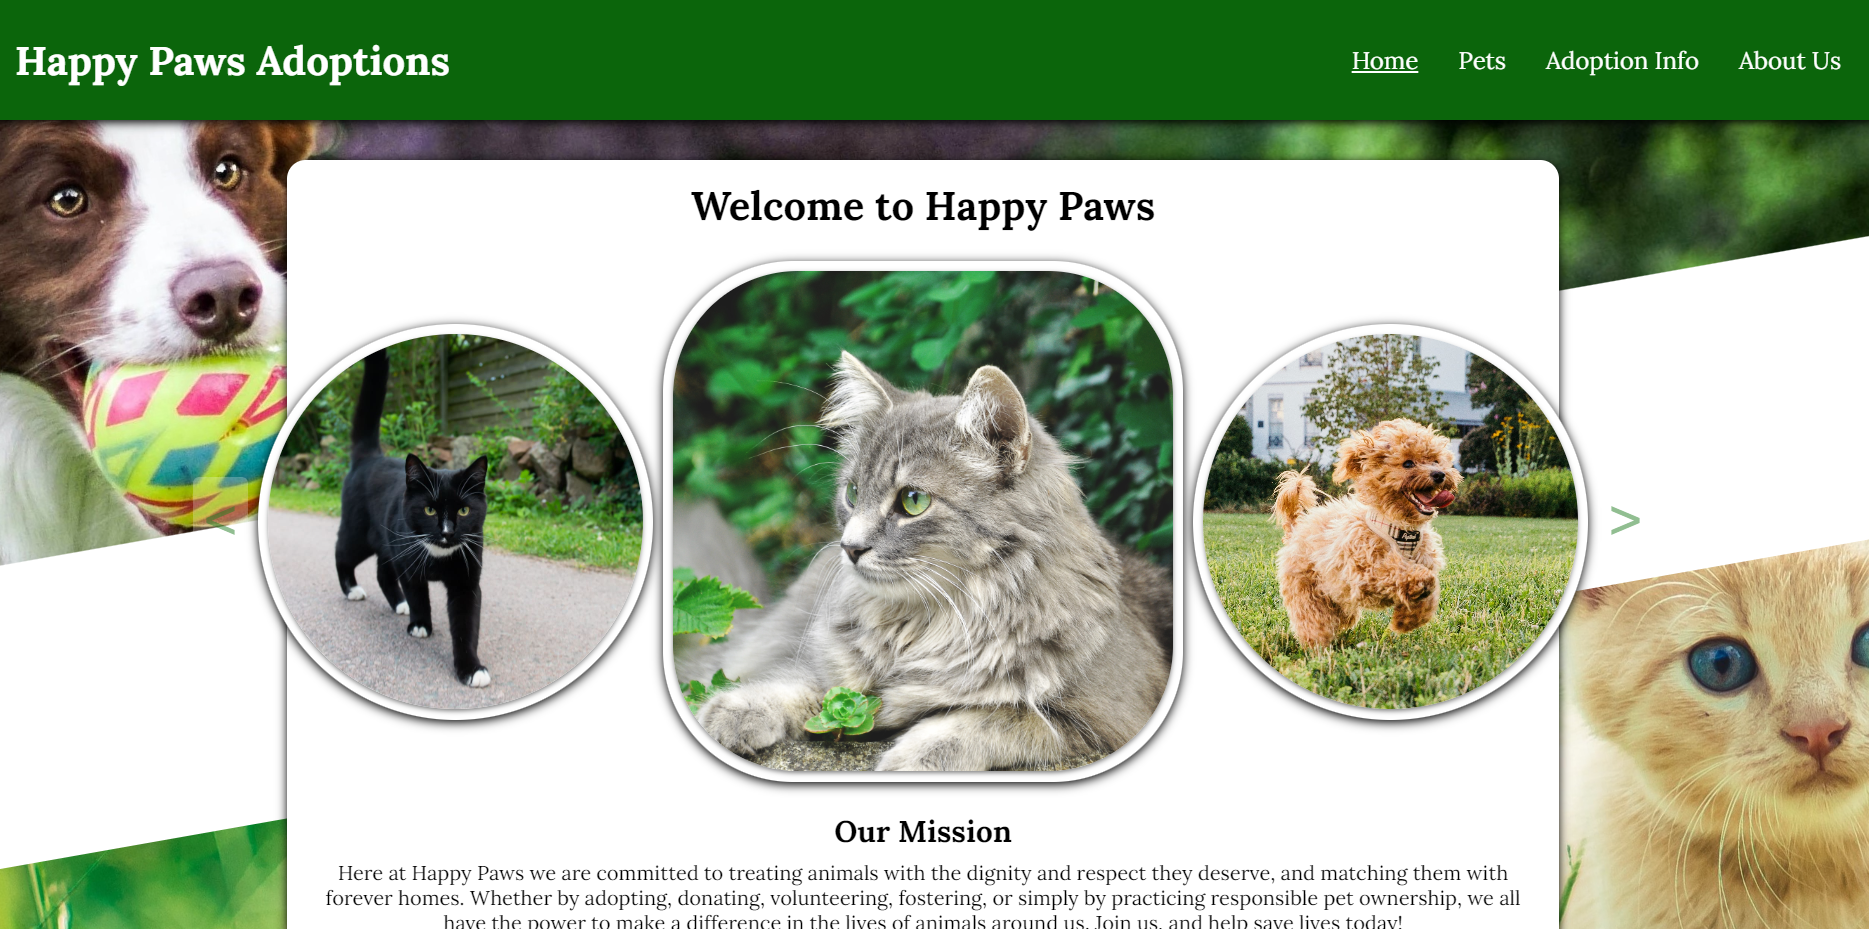 Happy Paws Adoptions
Home Pets Adoption Info About Us
Welcome to Happy Paws
<
>
Our Mission
Here at Happy Paws we are committed to treating animals with the dignity and respect they deserve, and matching them with
forever homes. Whether by adopting, donating, volunteering, fostering, or simply by practicing responsible pet ownership, we all
have the power to make a difference in the lives of animals around us. Join us, and help save lives today!